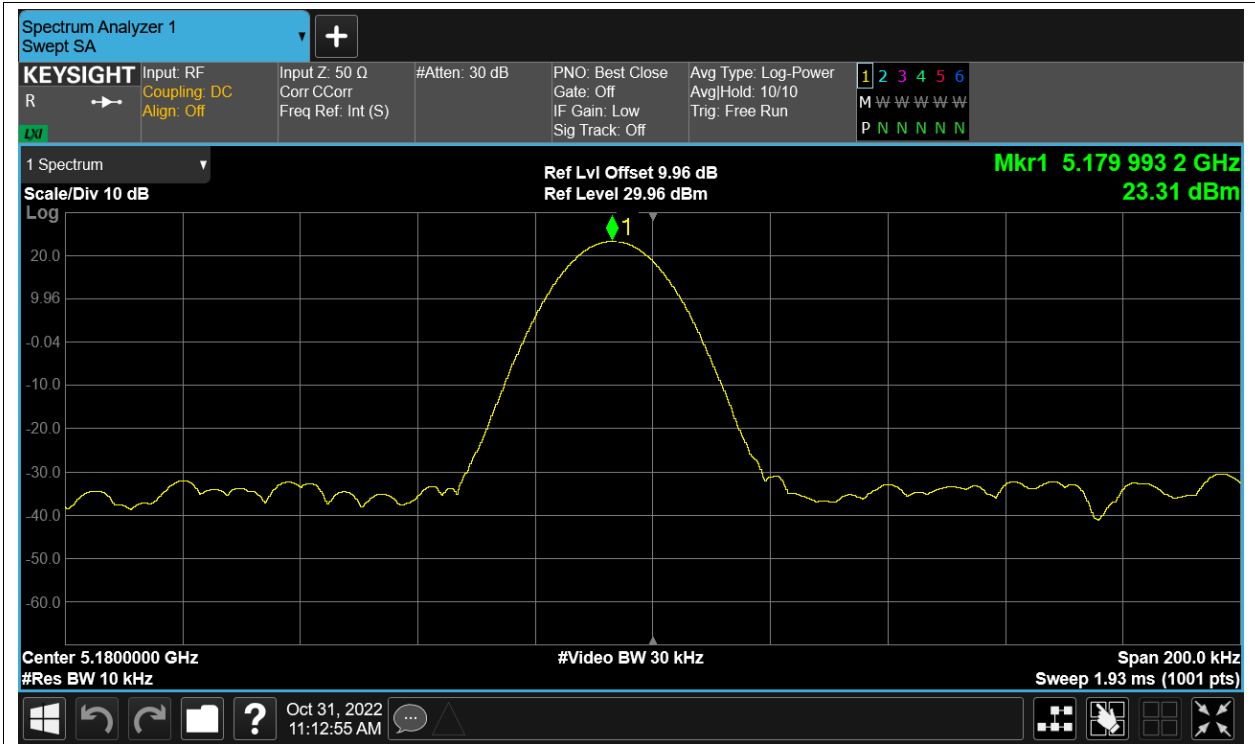 Spectrum Analyzer 1
Swept SA
+
KEYSIGHT
R
LXI
Input: RF
Coupling: DC
Align: Off
Input Z: 50 Ω
Corr CCorr
Freq Ref: Int (S)
#Atten: 30 dB
PNO: Best Close
Gate: Off
IF Gain: Low
Sig Track: Off
Avg Type: Log-Power
Avg|Hold: 10/10
Trig: Free Run
1 2 3 4 5 6
M W W W W W
P N N N N N
1 Spectrum
Scale/Div 10 dB
Log
Ref Lvl Offset 9.96 dB
Ref Level 29.96 dBm
Mkr1 5.179 993 2 GHz
23.31 dBm
1
20.0
9.96
-0.04
-10.0
-20.0
-30.0
-40.0
-50.0
-60.0
Center 5.1800000 GHz
#Res BW 10 kHz
#Video BW 30 kHz
Span 200.0 kHz
Sweep 1.93 ms (1001 pts)
?
Oct 31, 2022
11:12:55 AM